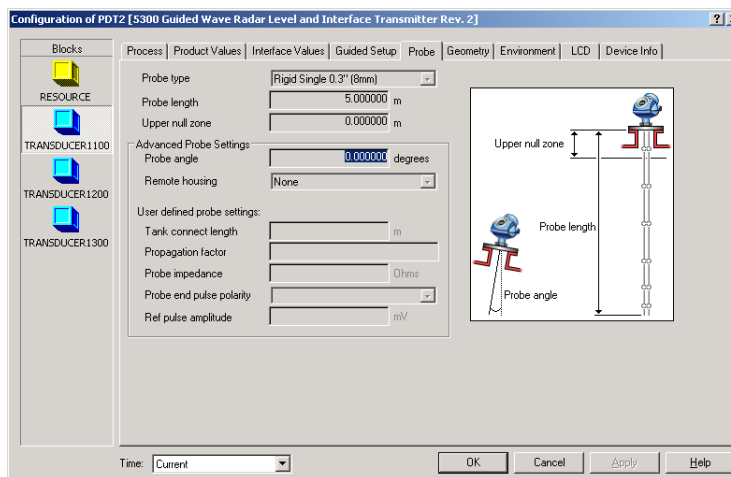 Configuration of PDT2 [5300 Guided Wave Radar Level and Interface Transmitter Rev. 2]
Blocks
RESOURCE
TRANSDUCER1100
TRANSDUCER1200
TRANSDUCER1300
Process Product Values Interface Values Guided Setup Probe Geometry Environment LCD Device Info
Probe type Rigid Single 0.3" (8mm)
Probe length 5.000000 m
Upper null zone 0.000000 m
Advanced Probe Settings
Probe angle 0.000000 degrees
Remote housing None
User defined probe settings:
Tank connect length m
Propagation factor
Probe impedance Ohms
Probe end pulse polarity
Ref pulse amplitude mV
Upper null zone
Probe length
Probe angle
Time: Current
OK Cancel Apply Help